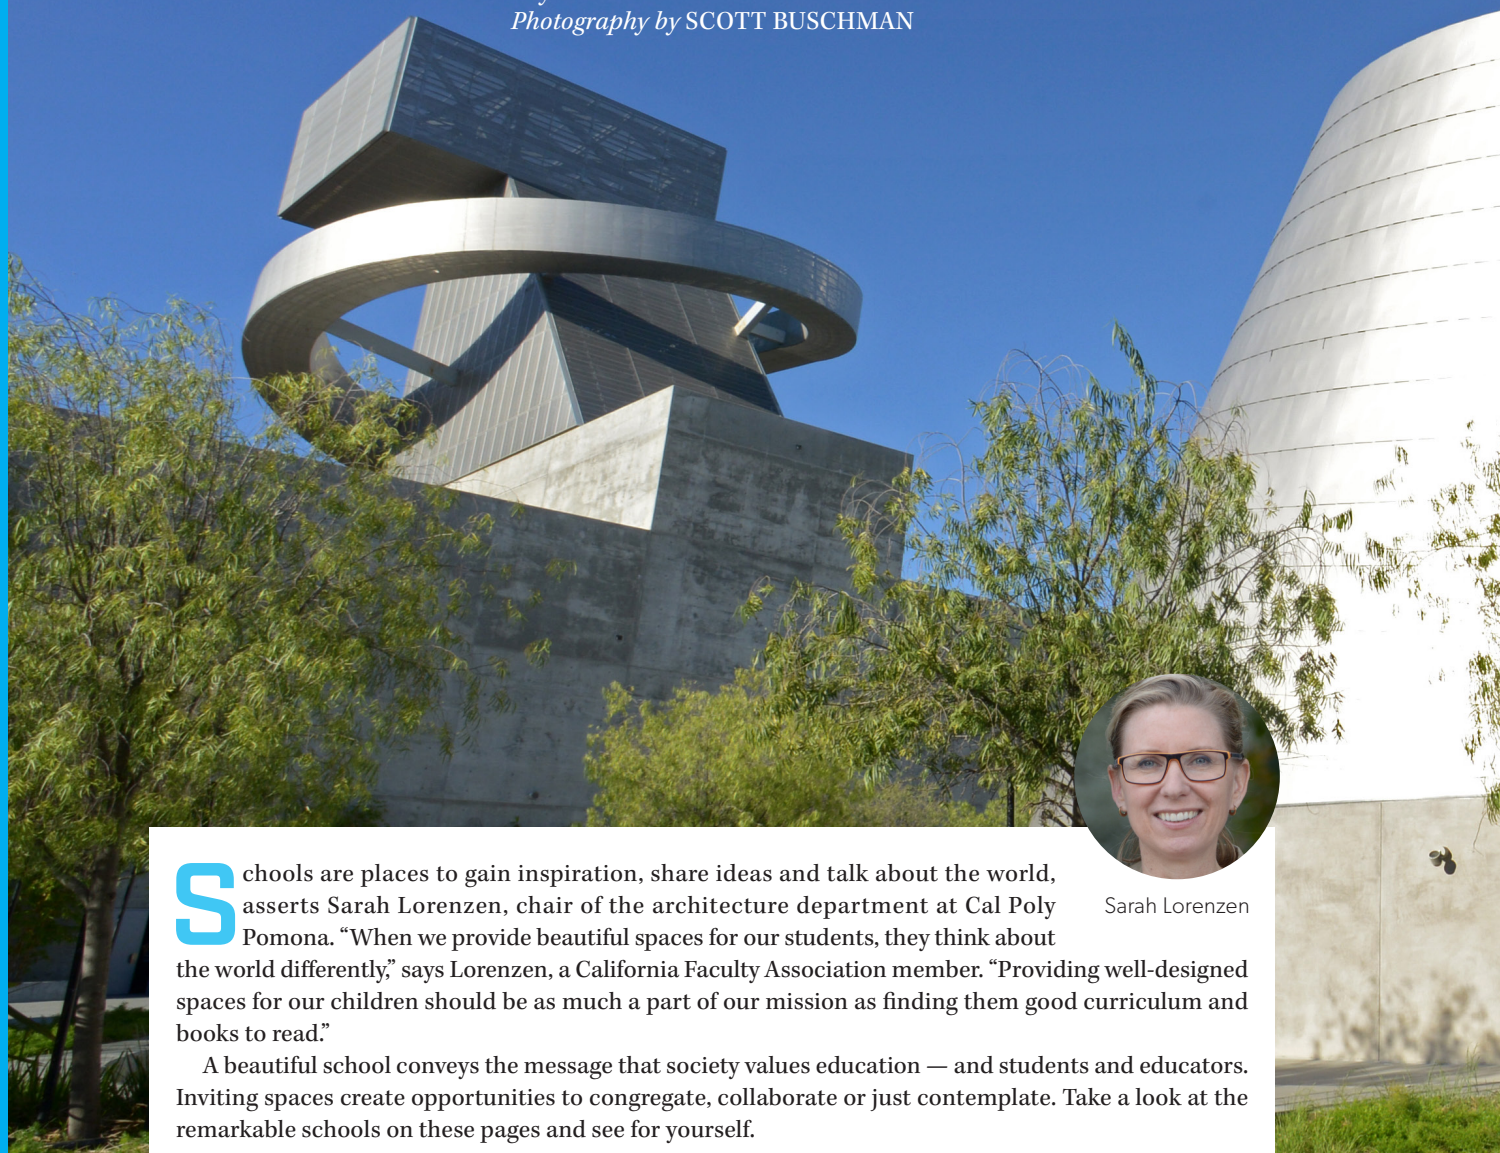 Photography by SCOTT BUSCHMAN
Schools are places to gain inspiration, share ideas and talk about the world,
asserts Sarah Lorenzen, chair of the architecture department at Cal Poly
Pomona. “When we provide beautiful spaces for our students, they think about
the world differently,” says Lorenzen, a California Faculty Association member. “Providing well-designed
spaces for our children should be as much a part of our mission as finding them good curriculum and
books to read.”
A beautiful school conveys the message that society values education — and students and educators.
Inviting spaces create opportunities to congregate, collaborate or just contemplate. Take a look at the
remarkable schools on these pages and see for yourself.
Sarah Lorenzen